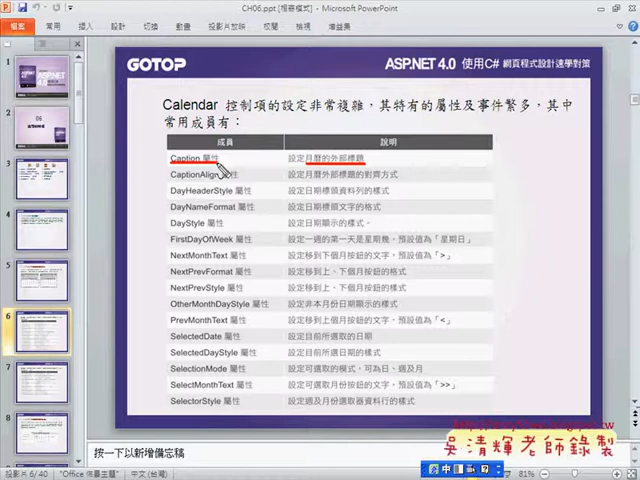 CH06.ppt [相容模式] - Microsoft PowerPoint
檔案 常用 插入 設計 切換 動畫 投影片放映 校閱 檢視 增益集
GOTOP
ASP.NET 4.0 使用C# 網頁程式設計速學對策
Calendar 控制項的設定非常複雜，其特有的屬性及事件繁多，其中
常用成員有：
成員 說明
Caption 屬性 設定月曆的外部標題
CaptionAlign 屬性 設定月曆外部標題的對齊方式
DayHeaderStyle 屬性 設定日期標頭資料列的樣式
DayNameFormat 屬性 設定日期標頭文字的格式
DayStyle 屬性 設定日期顯示的樣式。
FirstDayOfWeek 屬性 設定一週的第一天是星期幾，預設值為「星期日」
NextMonthText 屬性 設定移到下個月按鈕的文字，預設值為「>」
NextPrevFormat 屬性 設定移到上、下個月按鈕的格式
NextPrevStyle 屬性 設定移到上、下個月按鈕的樣式
OtherMonthDayStyle 屬性 設定非本月份日期顯示的樣式
PrevMonthText 屬性 設定移到上個月按鈕的文字，預設值為「<」
SelectedDate 屬性 設定目前所選取的日期
SelectedDayStyle 屬性 設定目前所選日期的樣式
SelectionMode 屬性 設定可選取的模式，可為日、週及月
SelectMonthText 屬性 設定可選取月份按鈕的文字，預設值為「>>」
SelectorStyle 屬性 設定週及月份選取器資料行的樣式
1
2
3
4
5
6
7
8
吳清輝老師錄製
按一下以新增備忘稿
投影片 6/40 "Office 佈景主題" 中文 (台灣) 81%